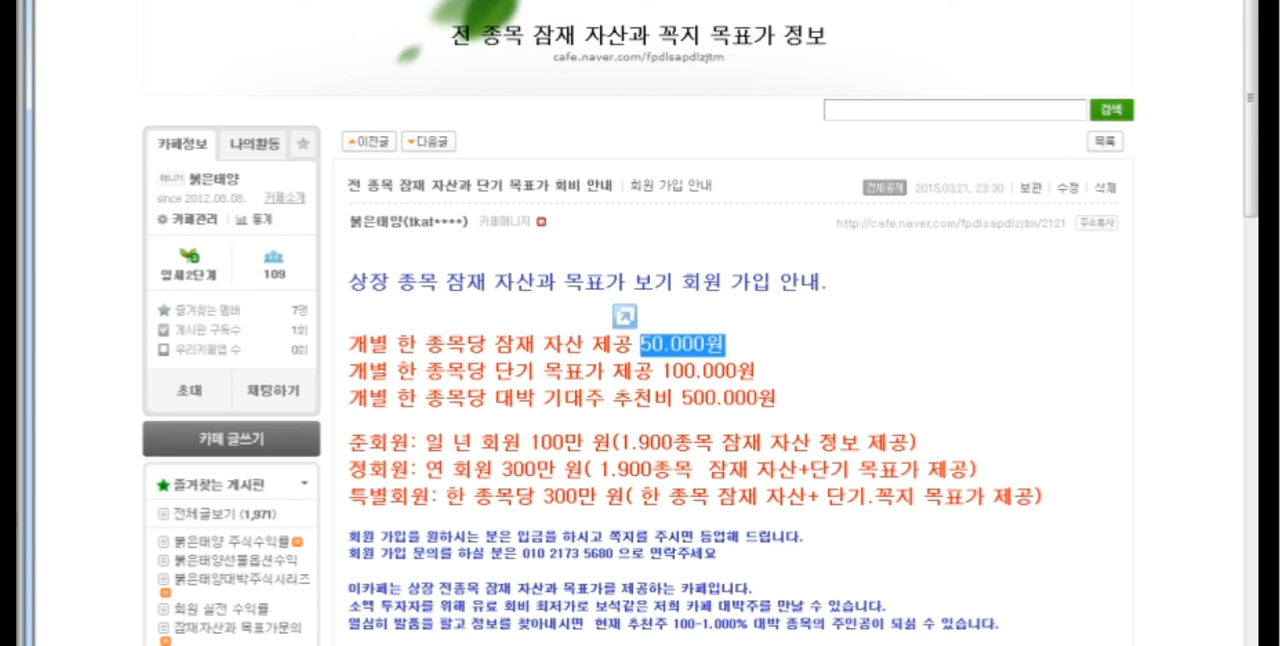 전 종목 잠재 자산과 꼭지 목표가 정보
cafe.naver.com/fpdlsapdlzjtm
검색
카페정보 나의활동
이전글 다음글 목록
매니저 붉은태양
since 2012.08.08. 카페소개
카페관리 통계
잎새2단계 109
즐겨찾는 멤버 7명
게시판 구독수 1회
우리카페앱 수 0회
초대 채팅하기
카페 글쓰기
즐겨찾는 게시판
전체글보기 (1,971)
붉은태양 주식수익률
붉은태양선물옵션수익
붉은태양대박주식시리즈
회원 실전 수익률
잠재자산과 목표가문의
전 종목 잠재 자산과 단기 목표가 회비 안내 | 회원 가입 안내
전체공개 2015.03.21. 23:30 | 보관 | 수정 | 삭제
붉은태양(tkat****) 카페매니저
http://cafe.naver.com/fpdlsapdlzjtm/2121 주소복사
상장 종목 잠재 자산과 목표가 보기 회원 가입 안내.
개별 한 종목당 잠재 자산 제공 50.000원
개별 한 종목당 단기 목표가 제공 100.000원
개별 한 종목당 대박 기대주 추천비 500.000원
준회원: 일 년 회원 100만 원(1.900종목 잠재 자산 정보 제공)
정회원: 연 회원 300만 원( 1.900종목 잠재 자산+단기 목표가 제공)
특별회원: 한 종목당 300만 원( 한 종목 잠재 자산+ 단기.꼭지 목표가 제공)
회원 가입을 원하시는 분은 입금을 하시고 쪽지를 주시면 등업해 드립니다.
회원 가입 문의를 하실 분은 010 2173 5680 으로 연락주세요
이카페는 상장 전종목 잠재 자산과 목표가를 제공하는 카페입니다.
소액 투자자를 위해 유료 회비 최저가로 보석같은 저희 카페 대박주를 만날 수 있습니다.
열심히 발품을 팔고 정보를 찾아내시면 현재 추천주 100-1.000% 대박 종목의 주인공이 되실 수 있습니다.